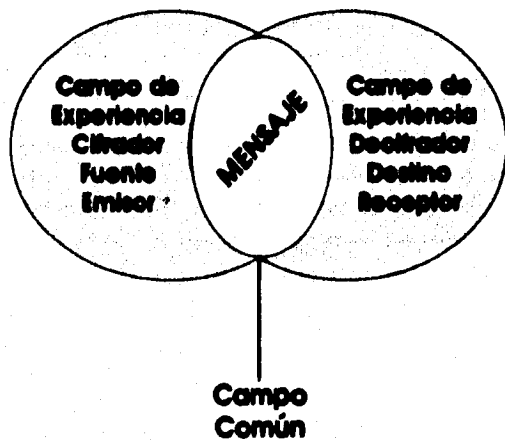 Campo de
Experiencia
Cifrador
Fuente
Emisor
MENSAJE
Campo de
Experiencia
Decifrador
Destino
Receptor
Campo
Común